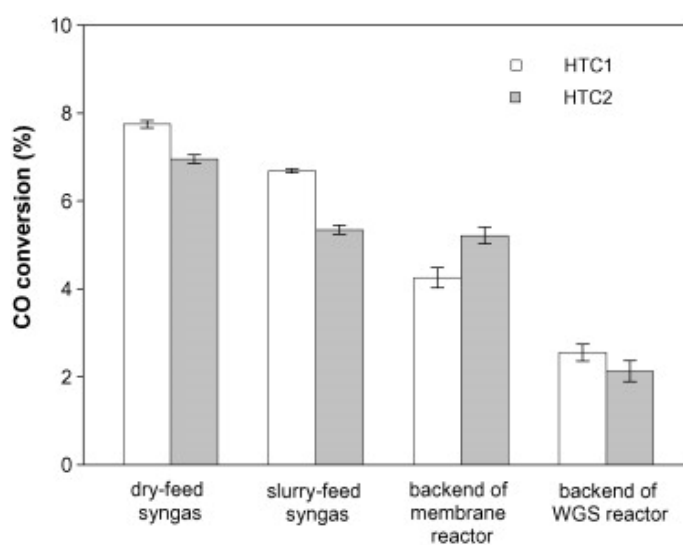 10
8
6
4
2
0
CO conversion (%)
HTC1
HTC2
dry-feed
syngas
slurry-feed
syngas
backend of
membrane
reactor
backend of
WGS reactor